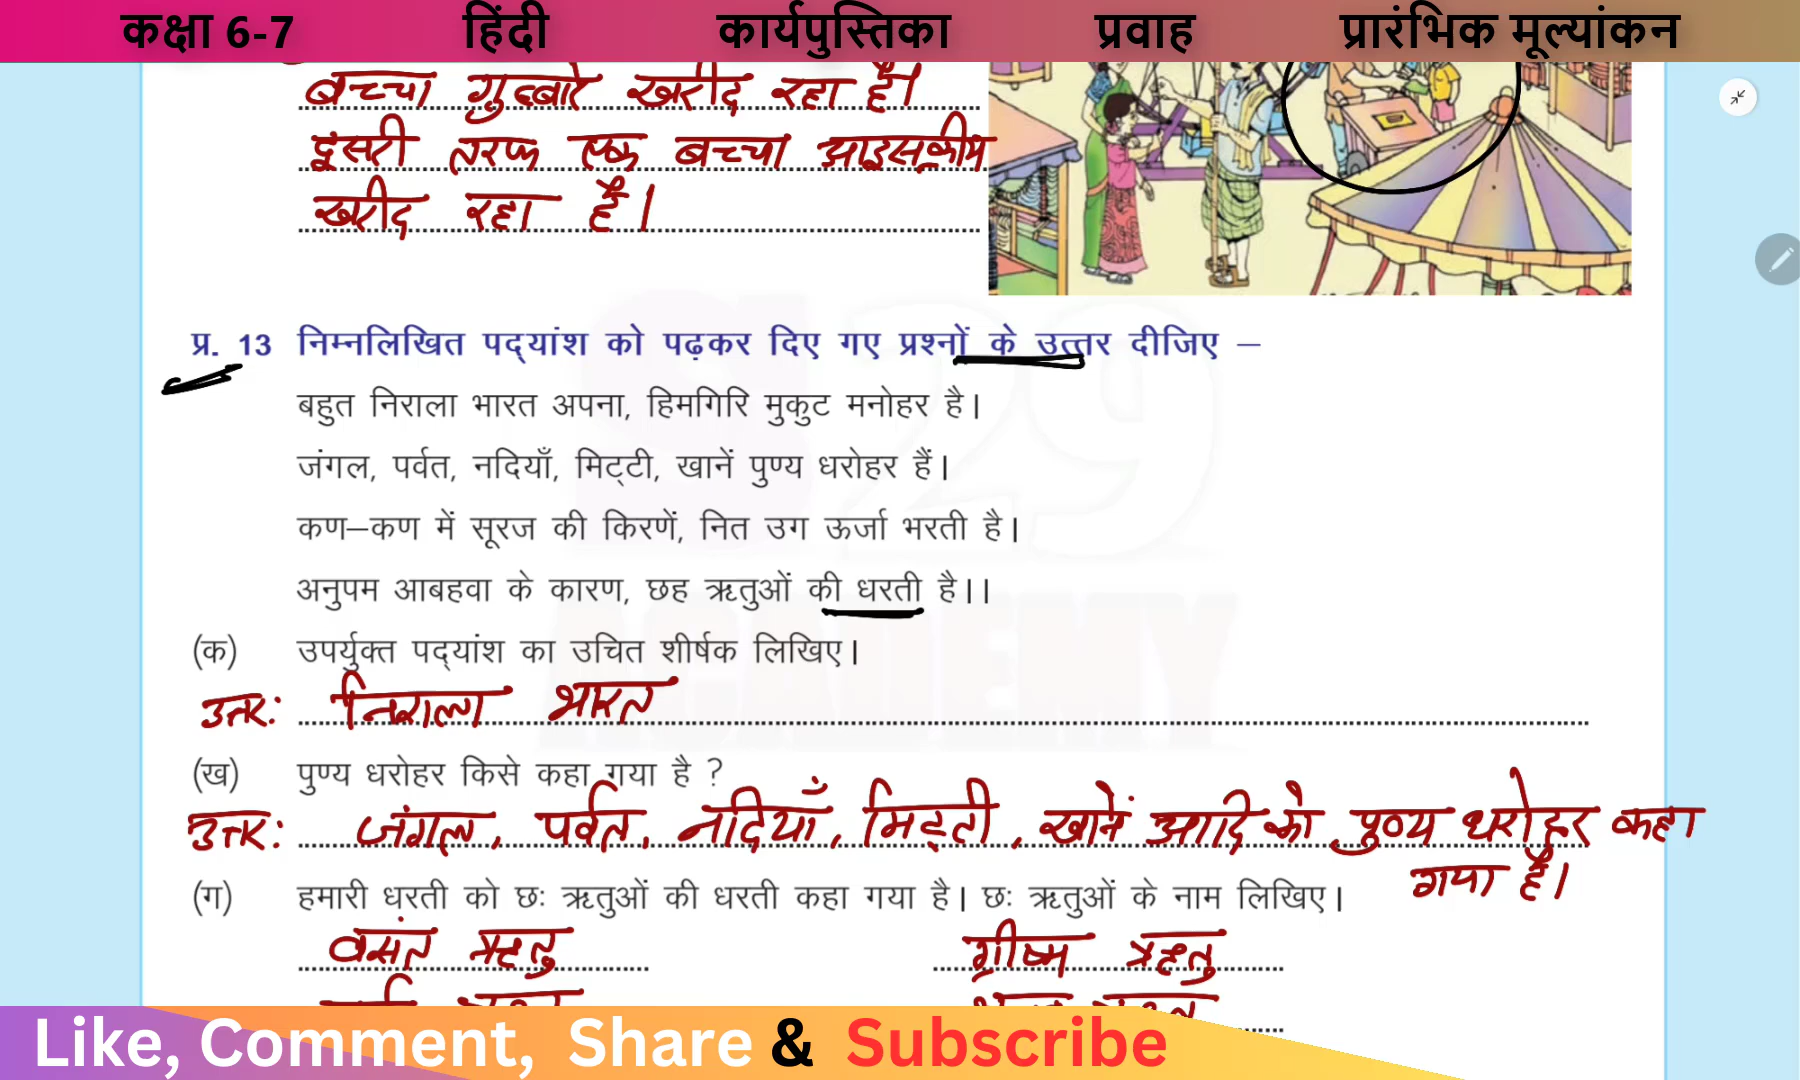 कक्षा 6-7 हिंदी कार्यपुस्तिका प्रवाह प्रारंभिक मूल्यांकन
बच्चा गुब्बारे खरीद रहा है।
दूसरी तरफ एक बच्चा आइसक्रीम
खरीद रहा है।
प्र. 13 निम्नलिखित पद्यांश को पढ़कर दिए गए प्रश्नों के उत्तर दीजिए –
बहुत निराला भारत अपना, हिमगिरि मुकुट मनोहर है।
जंगल, पर्वत, नदियाँ, मिट्टी, खानें पुण्य धरोहर हैं।
कण–कण में सूरज की किरणें, नित उग ऊर्जा भरती है।
अनुपम आबहवा के कारण, छह ऋतुओं की धरती है।।
(क) उपर्युक्त पद्यांश का उचित शीर्षक लिखिए।
उत्तर: निराला भारत
(ख) पुण्य धरोहर किसे कहा गया है ?
उत्तर: जंगल, पर्वत, नदियाँ, मिट्टी, खानें आदि को पुण्य धरोहर कहा
गया है।
(ग) हमारी धरती को छः ऋतुओं की धरती कहा गया है। छः ऋतुओं के नाम लिखिए।
वसंत ऋतु ग्रीष्म ऋतु
29
ACADEMY
Like, Comment, Share & Subscribe